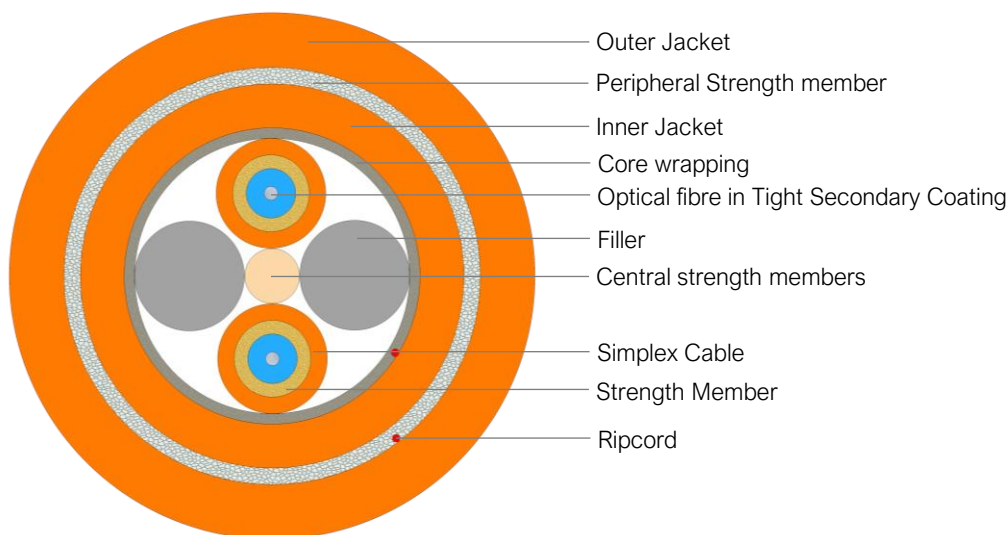 Outer Jacket
Peripheral Strength member
Inner Jacket
Core wrapping
Optical fibre in Tight Secondary Coating
Filler
Central strength members
Simplex Cable
Strength Member
Ripcord